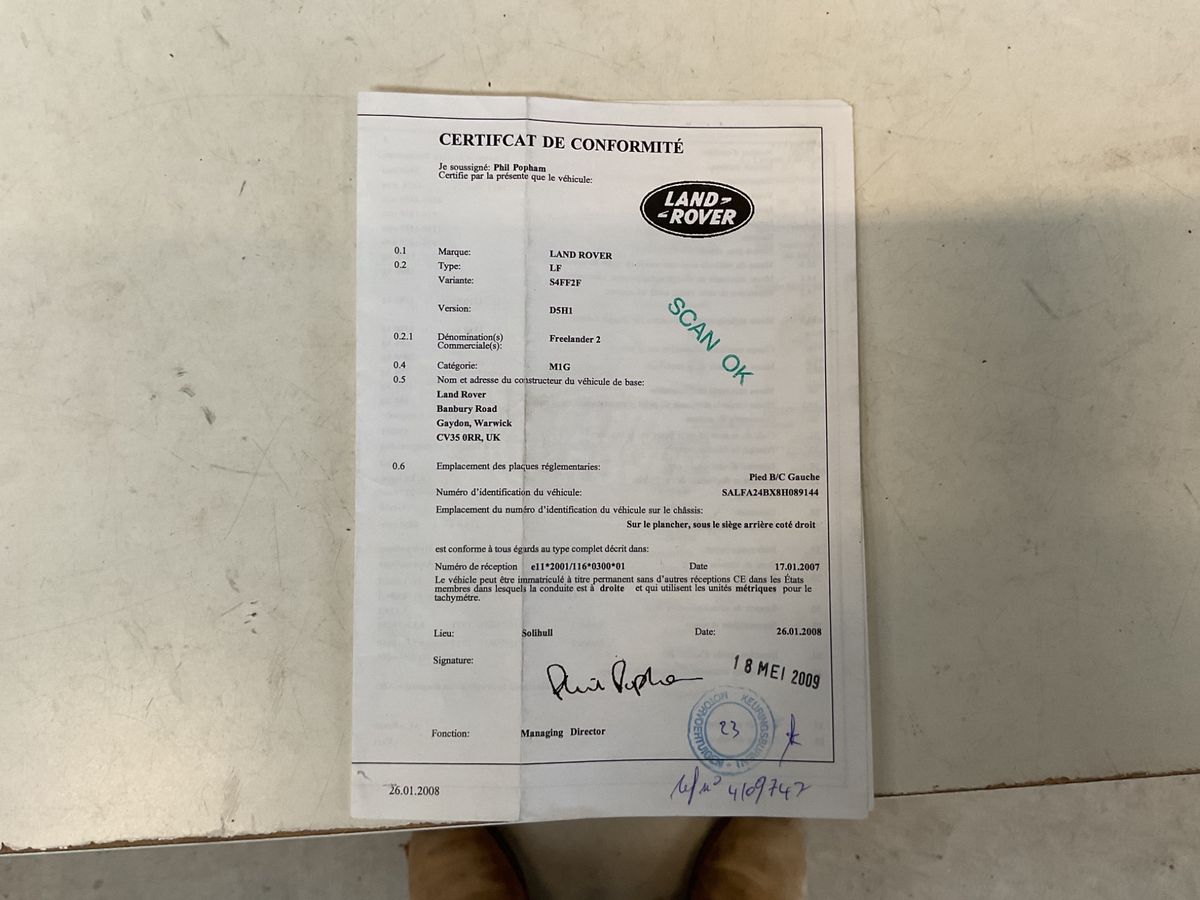 CERTIFCAT DE CONFORMITÉ
Je soussigné: Phil Popham
Certifie par la présente que le véhicule:
LAND
ROVER
0.1 Marque: LAND ROVER
0.2 Type: LF
Variante: S4FF2F
Version: D5H1
SCAN OK
0.2.1 Dénomination(s) Freelander 2
Commerciale(s):
0.4 Catégorie: M1G
0.5 Nom et adresse du constructeur du véhicule de base:
Land Rover
Banbury Road
Gaydon, Warwick
CV35 0RR, UK
0.6 Emplacement des plaques réglementaries:
Pied B/C Gauche
Numéro d'identification du véhicule: SALFA24BX8H089144
Emplacement du numéro d'identification du véhicule sur le châssis:
Sur le plancher, sous le siège arrière coté droit
est conforme à tous égards au type complet décrit dans:
Numéro de réception e11*2001/116*0300*01 Date 17.01.2007
Le véhicule peut être immatriculé à titre permanent sans d'autres réceptions CE dans les États
membres dans lesquels la conduite est à droite et qui utilisent les unités métriques pour le
tachymétre.
Lieu: Solihull Date: 26.01.2008
Signature: Phil Popham
18 MEI 2009
23
Fonction: Managing Director
26.01.2008
4109747